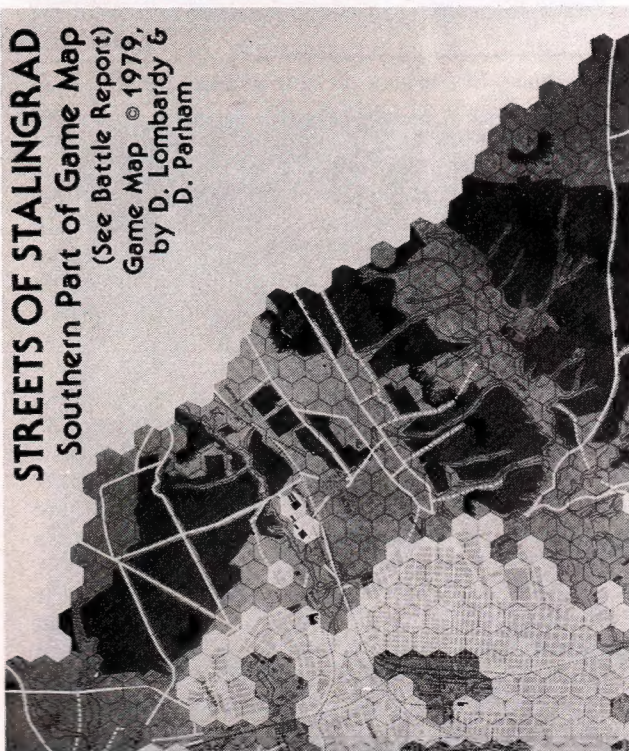 STREETS OF STALINGRAD
Southern Part of Game Map
(See Battle Report)
Game Map © 1979,
by D. Lombardy &
D. Parham